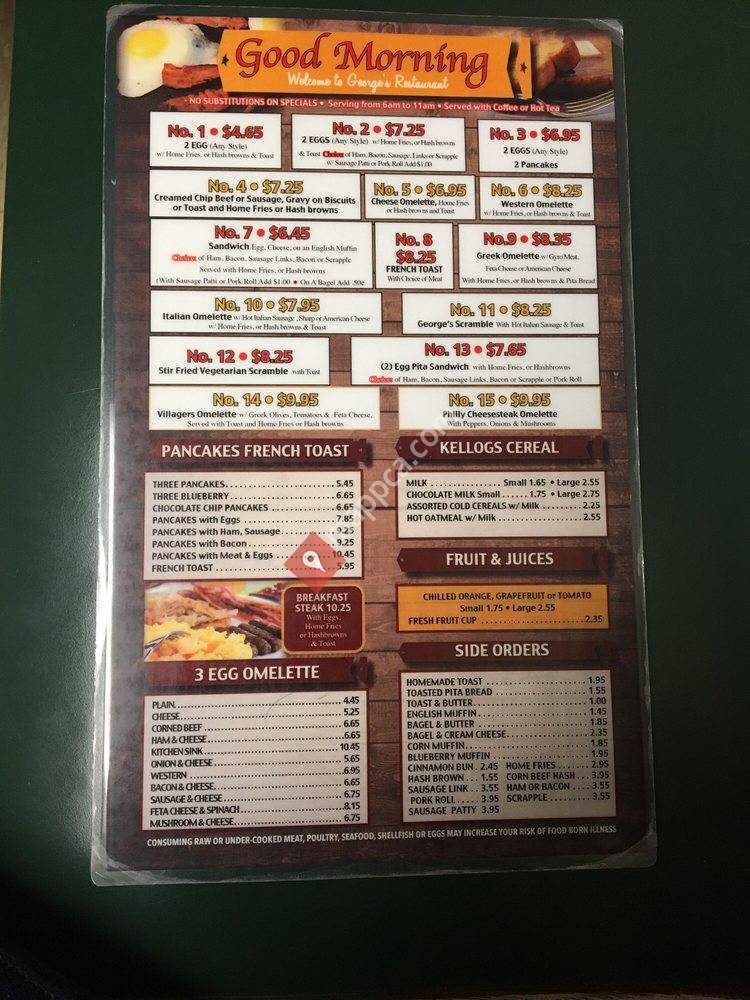 Good Morning
Welcome to George's Restaurant
- NO SUBSTITUTIONS ON SPECIALS • Serving from 6am to 11am • Served with Coffee or Hot Tea
No. 1 • $4.65
2 EGG (Any Style)
w/ Home Fries, or Hash browns & Toast
No. 2 • $7.25
2 EGGS (Any Style) w/ Home Fries, or Hash browns
& Toast Choice of Ham, Bacon, Sausage, Links or Scrapple
w/ Sausage Patti or Pork Roll Add $1.00
No. 3 • $6.95
2 EGGS (Any Style)
2 Pancakes
No. 4 • $7.25
Creamed Chip Beef or Sausage, Gravy on Biscuits
or Toast and Home Fries or Hash browns
No. 5 • $6.95
Cheese Omelette, Home Fries
or Hash browns and Toast
No. 6 • $8.25
Western Omelette
w/ Home Fries, or Hash browns & Toast
No. 7 • $6.45
Sandwich Egg, Cheese, on an English Muffin
Choice of Ham, Bacon, Sausage Links, Bacon or Scrapple
Served with Home Fries, or Hash browns
(With Sausage Patti or Pork Roll Add $1.00 • On A Bagel Add .50¢
No. 8
$8.25
FRENCH TOAST
With Choice of Meat
No.9 • $8.35
Greek Omelette w/ Gyro Meat,
Feta Cheese or American Cheese
With Home Fries, or Hash browns & Pita Bread
No. 10 • $7.95
Italian Omelette w/ Hot Italian Sausage , Sharp or American Cheese
w/ Home Fries, or Hash browns & Toast
No. 11 • $8.25
George's Scramble With Hot Italian Sausage & Toast
No. 12 • $8.25
Stir Fried Vegetarian Scramble with Toast
No. 13 • $7.65
(2) Egg Pita Sandwich with Home Fries, or Hashbrowns
Choice of Ham, Bacon, Sausage Links, Bacon or Scrapple or Pork Roll
No. 14 • $9.95
Villagers Omelette w/ Greek Olives, Tomatoes & Feta Cheese,
Served with Toast and Home Fries or Hash browns
No. 15 • $9.95
Philly Cheesesteak Omelette
With Peppers, Onions & Mushrooms
PANCAKES FRENCH TOAST
THREE PANCAKES 5.45
THREE BLUEBERRY 6.65
CHOCOLATE CHIP PANCAKES 6.65
PANCAKES with Eggs 7.85
PANCAKES with Ham, Sausage 9.25
PANCAKES with Bacon 9.25
PANCAKES with Meat & Eggs 10.45
FRENCH TOAST 5.95
BREAKFAST
STEAK 10.25
With Eggs,
Home Fries
or Hashbrowns
& Toast
3 EGG OMELETTE
PLAIN 4.45
CHEESE 5.25
CORNED BEEF 6.65
HAM & CHEESE 6.65
KITCHEN SINK 10.45
ONION & CHEESE 5.65
WESTERN 6.95
BACON & CHEESE 6.65
SAUSAGE & CHEESE 6.75
FETA CHEESE & SPINACH 8.15
MUSHROOM & CHEESE 6.75
KELLOGS CEREAL
MILK Small 1.65 • Large 2.55
CHOCOLATE MILK Small 1.75 • Large 2.75
ASSORTED COLD CEREALS w/ Milk 2.25
HOT OATMEAL w/ Milk 2.55
FRUIT & JUICES
CHILLED ORANGE, GRAPEFRUIT or TOMATO
Small 1.75 • Large 2.55
FRESH FRUIT CUP 2.35
SIDE ORDERS
HOMEMADE TOAST 1.95
TOASTED PITA BREAD 1.55
TOAST & BUTTER 1.00
ENGLISH MUFFIN 1.45
BAGEL & BUTTER 1.85
BAGEL & CREAM CHEESE 2.35
CORN MUFFIN 1.85
BLUEBERRY MUFFIN 1.95
CINNAMON BUN 2.45 HOME FRIES 2.95
HASH BROWN 1.55 CORN BEEF HASH 3.95
SAUSAGE LINK 3.55 HAM OR BACON 3.55
PORK ROLL 3.95 SCRAPPLE 3.55
SAUSAGE PATTY 3.95
CONSUMING RAW OR UNDER-COOKED MEAT, POULTRY, SEAFOOD, SHELLFISH OR EGGS MAY INCREASE YOUR RISK OF FOOD BORN ILLNESS